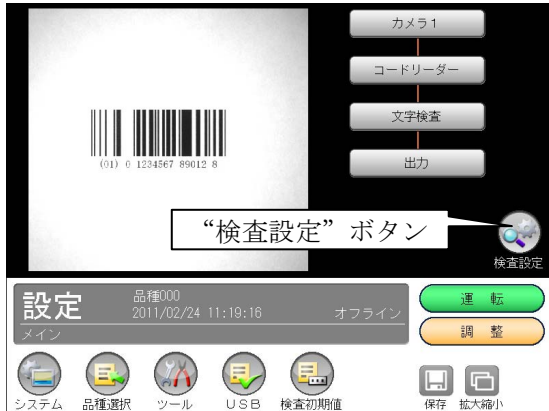 カメラ1
コードリーダー
文字検査
出力
(01) 0 1234567 89012 8
“検査設定”ボタン
検査設定
設定
品種000
2011/02/24 11:19:16
オフライン
メイン
運 転
調 整
システム
品種選択
ツール
USB
検査初期値
保存
拡大縮小